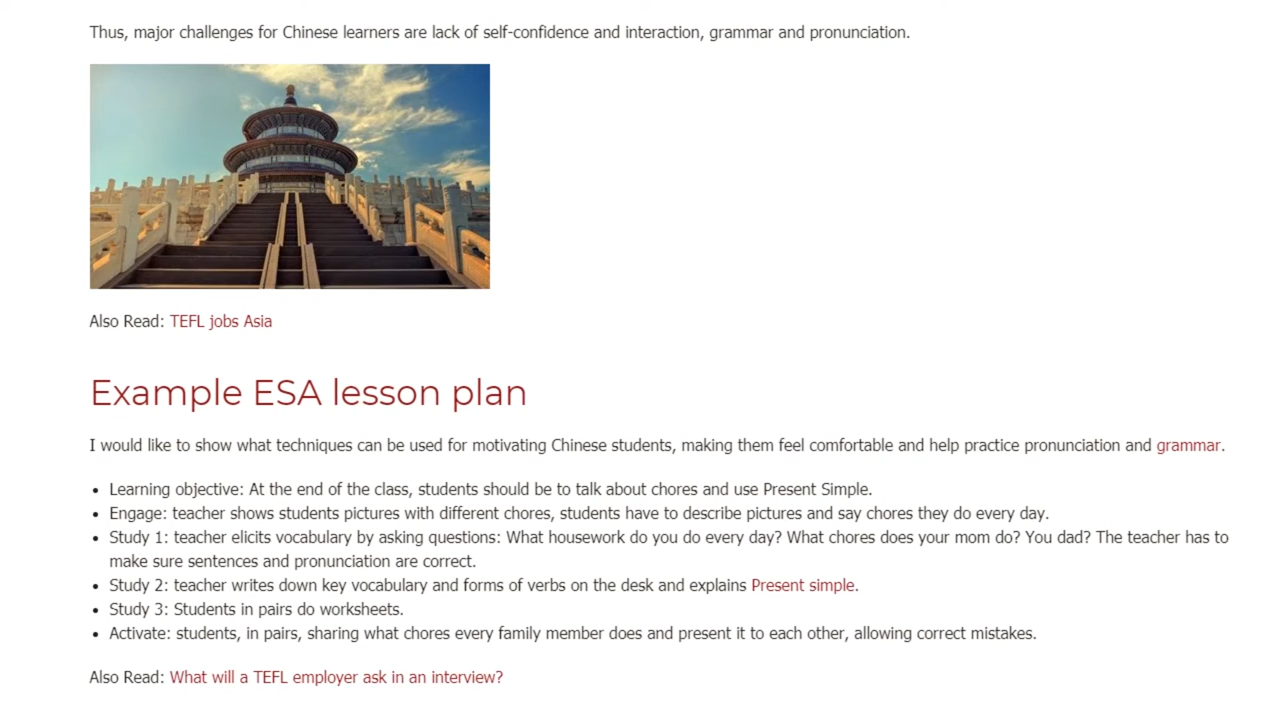 Thus, major challenges for Chinese learners are lack of self-confidence and interaction, grammar and pronunciation.
Also Read: TEFL jobs Asia
Example ESA lesson plan
I would like to show what techniques can be used for motivating Chinese students, making them feel comfortable and help practice pronunciation and grammar.
• Learning objective: At the end of the class, students should be to talk about chores and use Present Simple.
• Engage: teacher shows students pictures with different chores, students have to describe pictures and say chores they do every day.
• Study 1: teacher elicits vocabulary by asking questions: What housework do you do every day? What chores does your mom do? You dad? The teacher has to
make sure sentences and pronunciation are correct.
• Study 2: teacher writes down key vocabulary and forms of verbs on the desk and explains Present simple.
• Study 3: Students in pairs do worksheets.
• Activate: students, in pairs, sharing what chores every family member does and present it to each other, allowing correct mistakes.
Also Read: What will a TEFL employer ask in an interview?